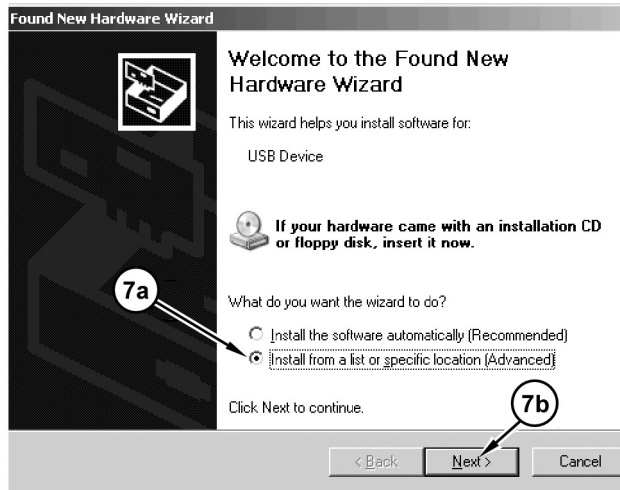 Found New Hardware Wizard
Welcome to the Found New
Hardware Wizard
This wizard helps you install software for:
USB Device
If your hardware came with an installation CD
or floppy disk, insert it now.
7a
What do you want the wizard to do?
Install the software automatically (Recommended)
Install from a list or specific location (Advanced)
Click Next to continue.
7b
< Back
Next >
Cancel